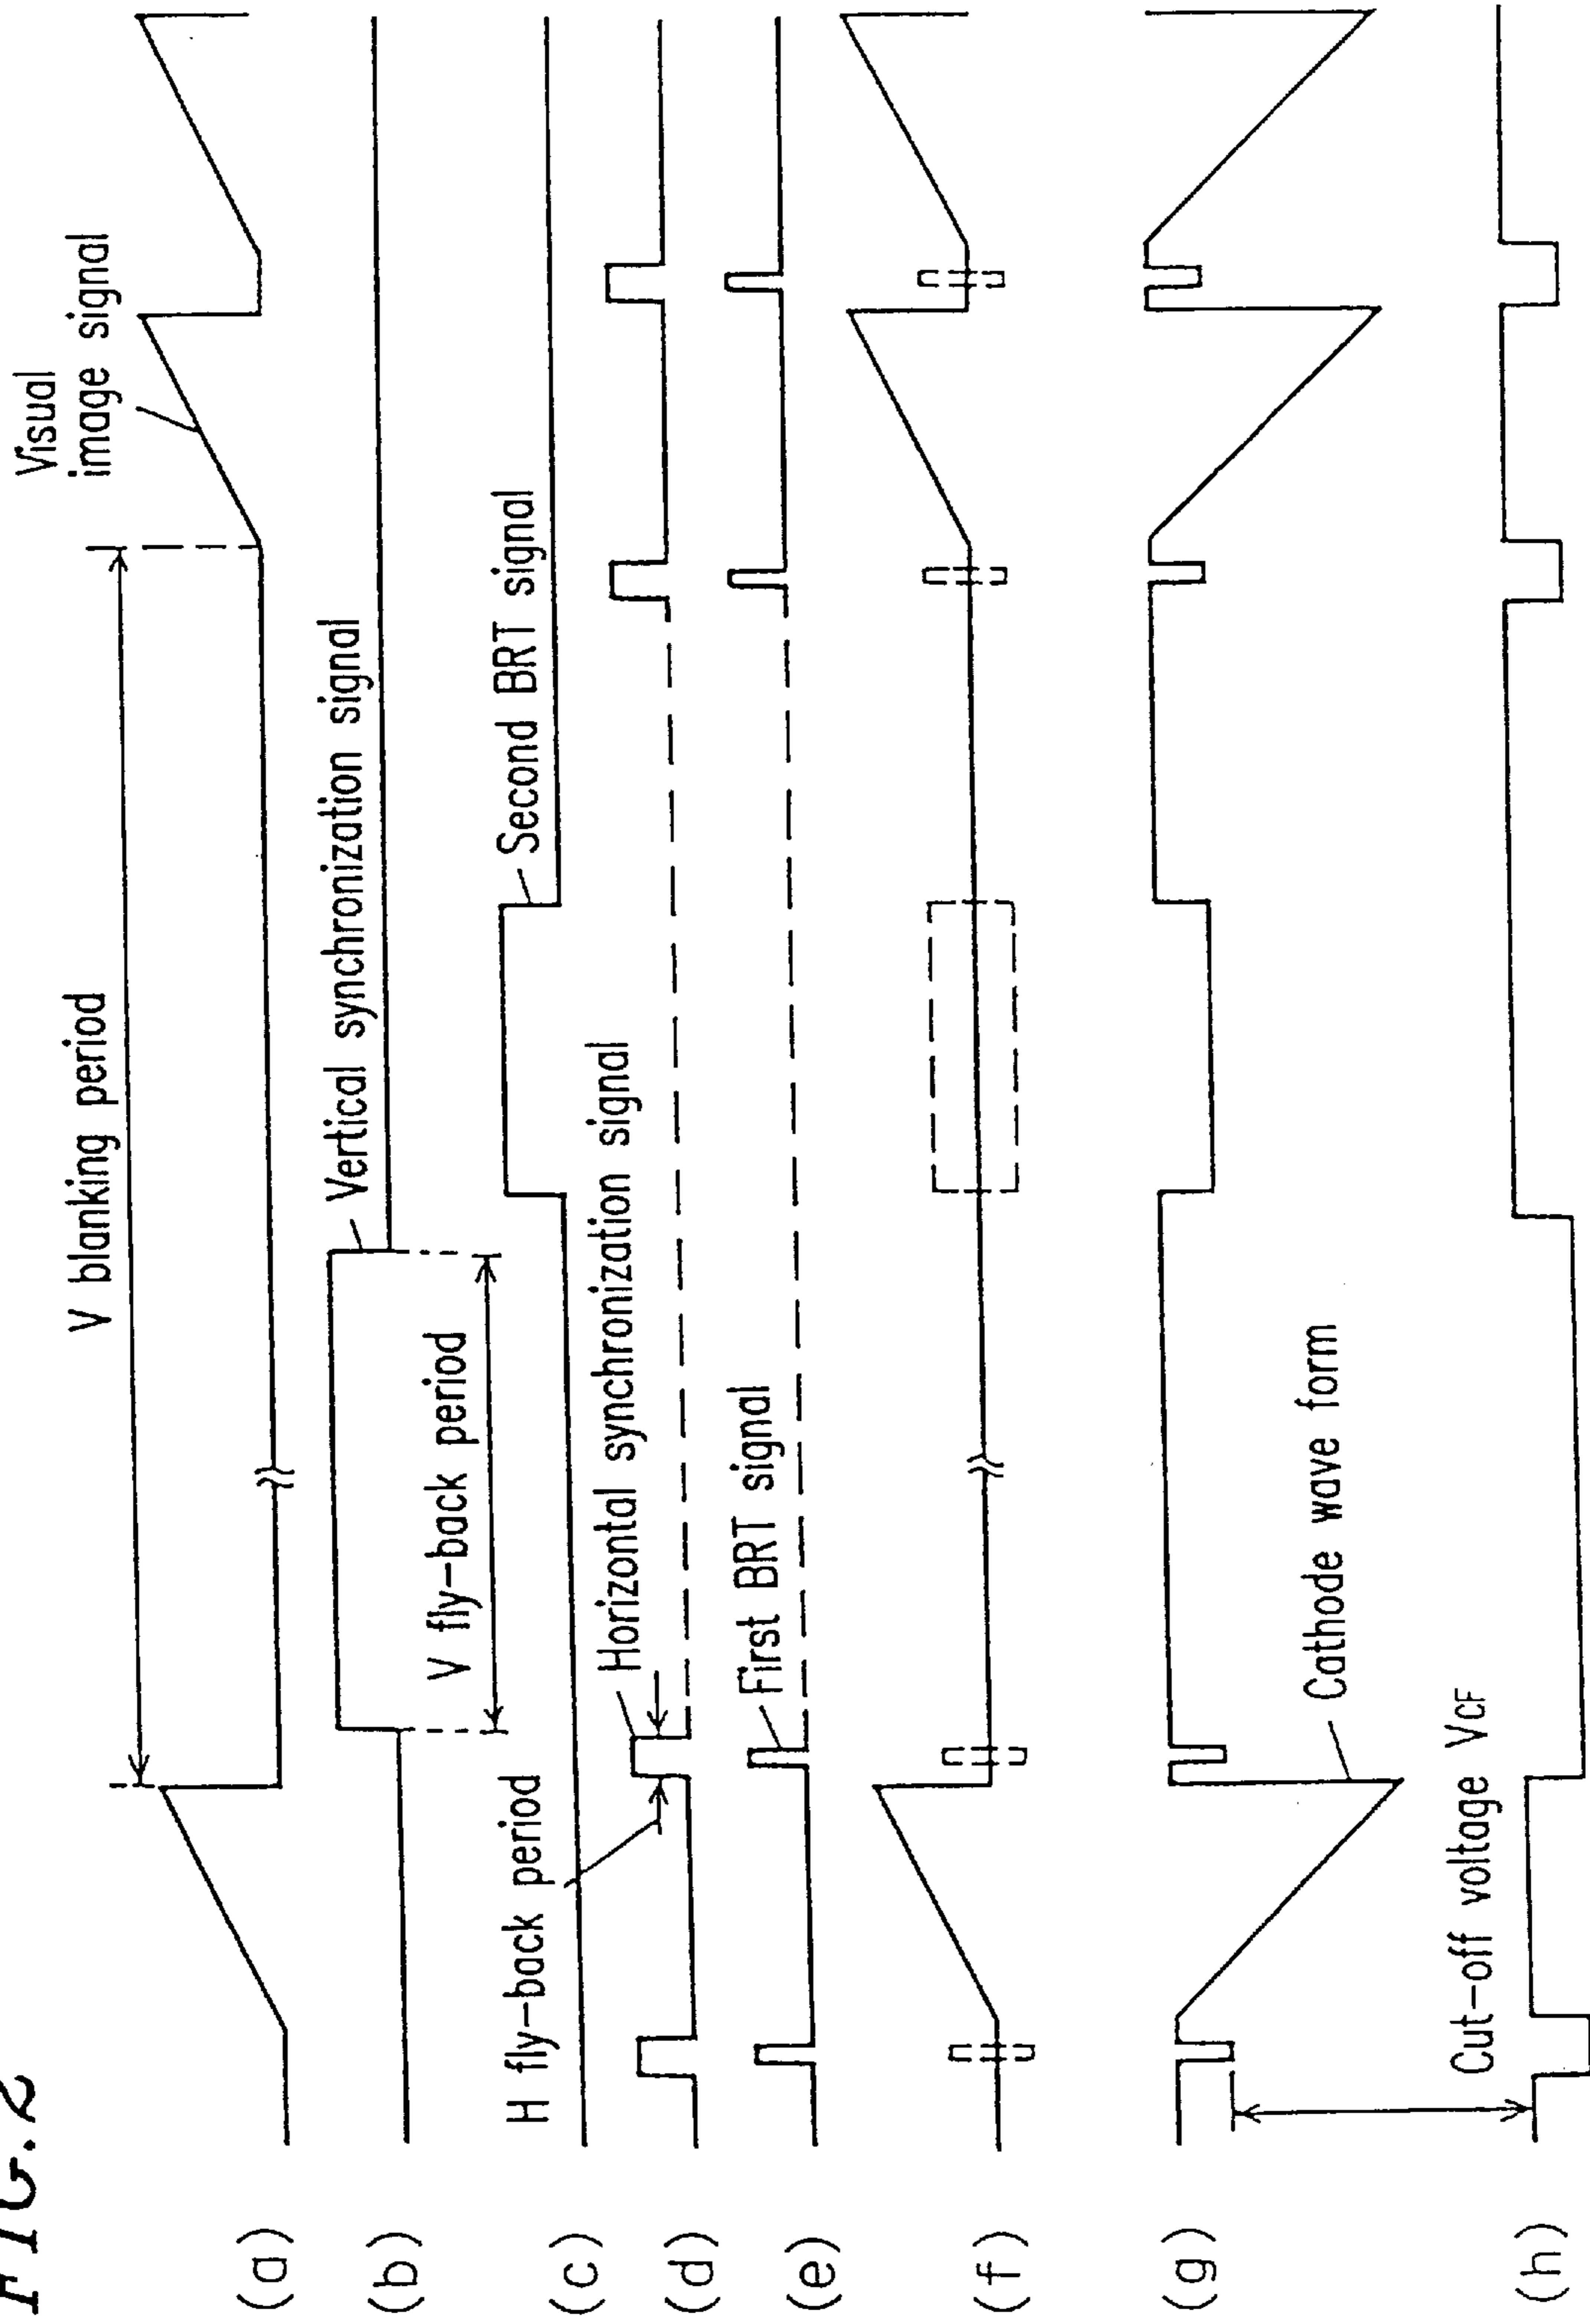 FIG.2
Visual
image signal
V blanking period
(a)
Vertical synchronization signal
V fly-back period
(b)
Second BRT signal
(c)
Horizontal synchronization signal
H fly-back period
(d)
First BRT signal
(e)
(f)
(g)
Cathode wave form
Cut-off voltage VCF
(h)